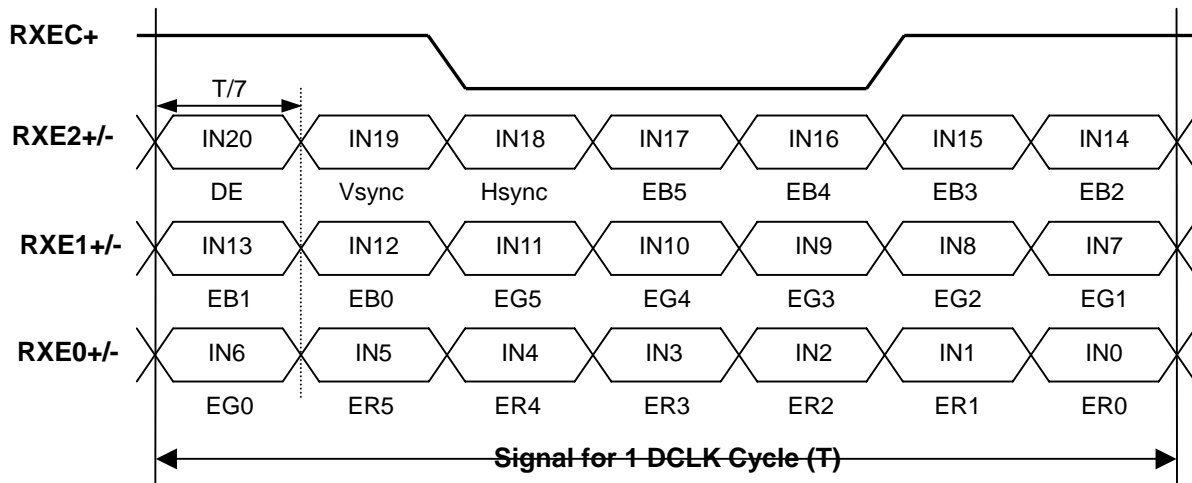 RXEC+
T/7
RXE2+/- IN20 IN19 IN18 IN17 IN16 IN15 IN14
DE Vsync Hsync EB5 EB4 EB3 EB2
RXE1+/- IN13 IN12 IN11 IN10 IN9 IN8 IN7
EB1 EB0 EG5 EG4 EG3 EG2 EG1
RXE0+/- IN6 IN5 IN4 IN3 IN2 IN1 IN0
EG0 ER5 ER4 ER3 ER2 ER1 ER0
Signal for 1 DCLK Cycle (T)